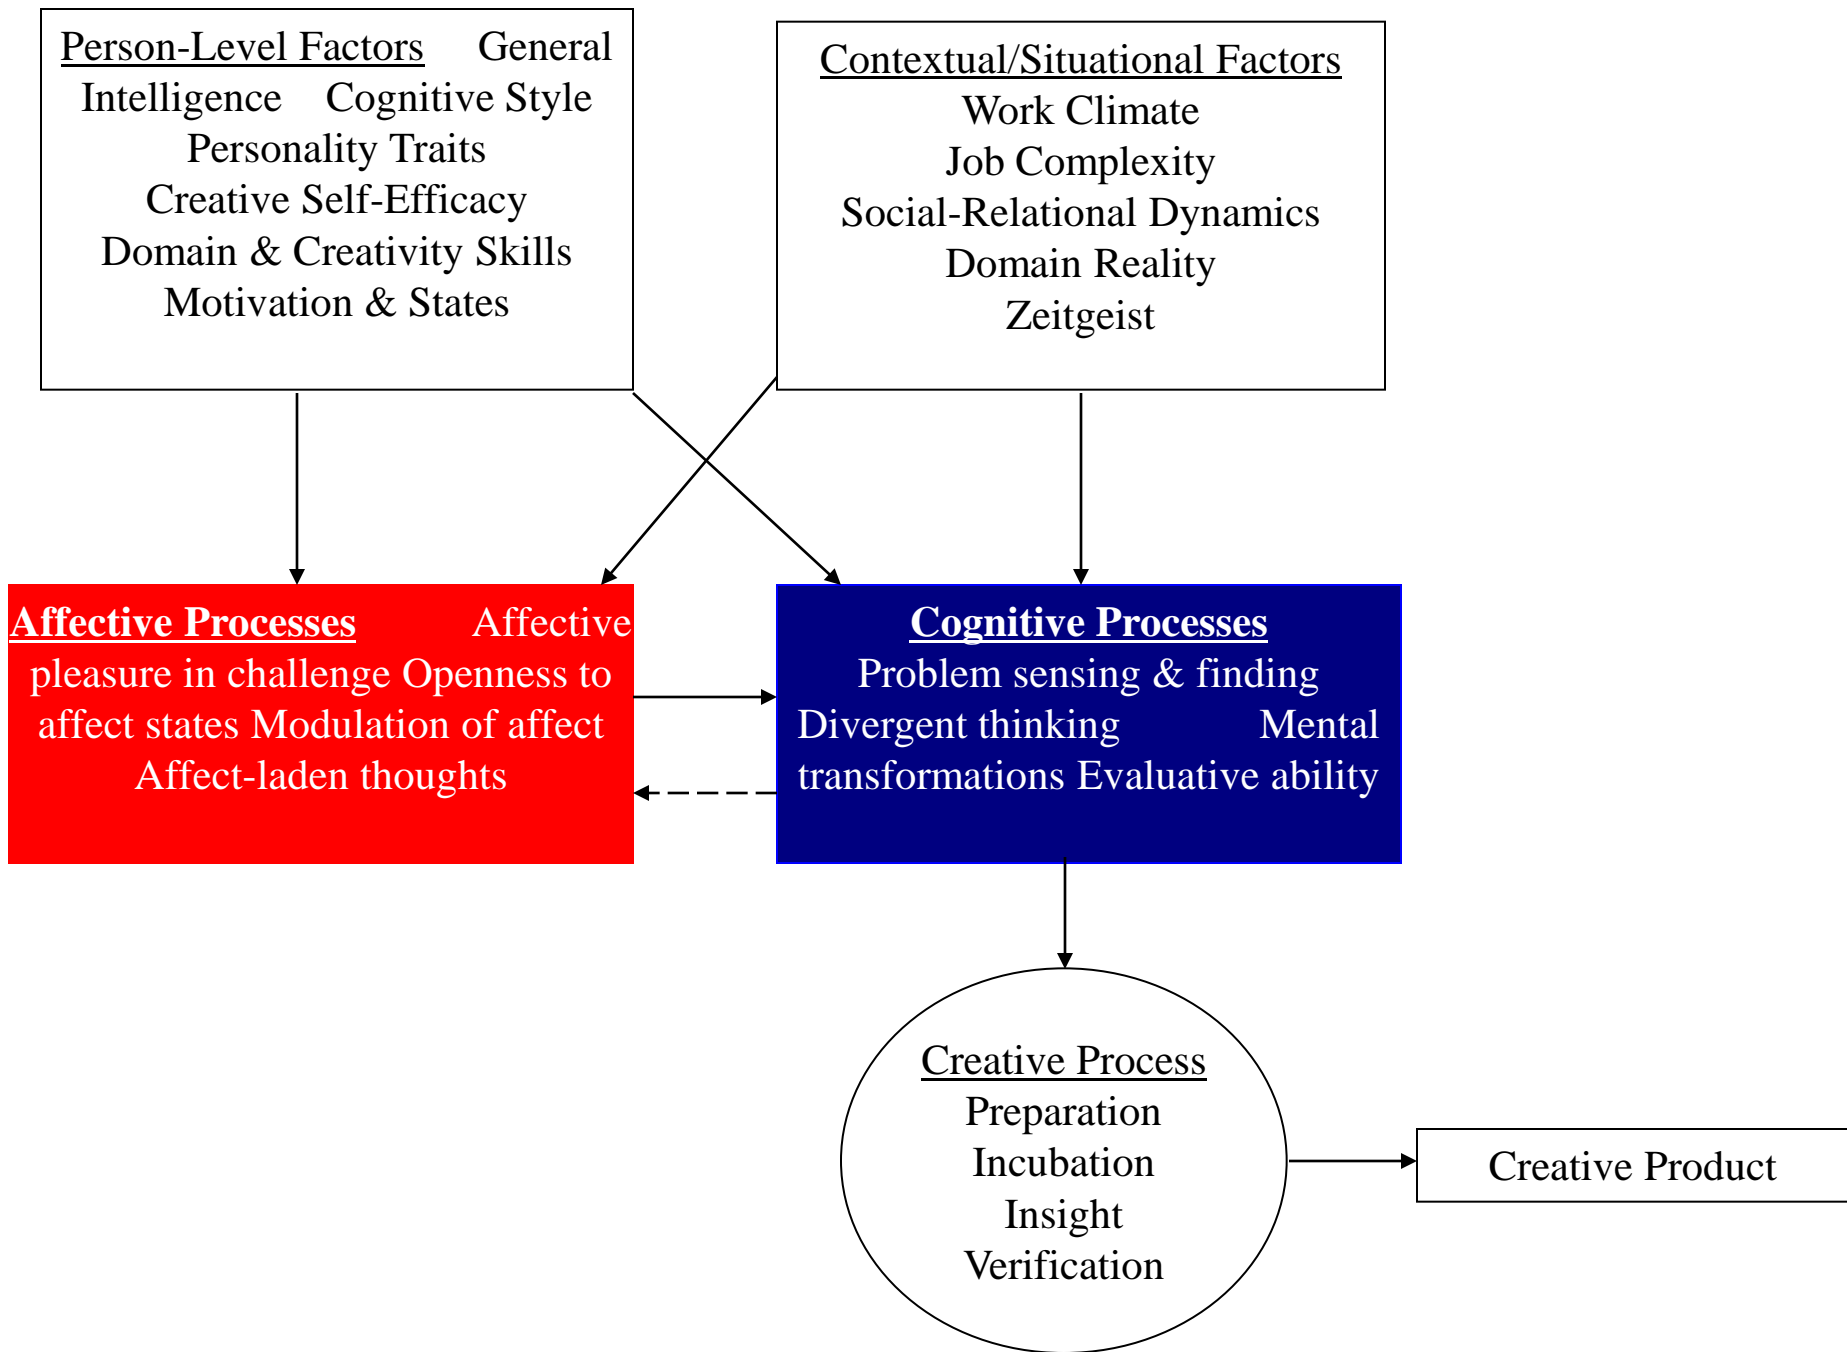 Person-Level Factors General
Intelligence Cognitive Style
Personality Traits
Creative Self-Efficacy
Domain & Creativity Skills
Motivation & States
Contextual/Situational Factors
Work Climate
Job Complexity
Social-Relational Dynamics
Domain Reality
Zeitgeist
Affective Processes Affective
pleasure in challenge Openness to
affect states Modulation of affect
Affect-laden thoughts
Cognitive Processes
Problem sensing & finding
Divergent thinking Mental
transformations Evaluative ability
Creative Process
Preparation
Incubation
Insight
Verification
Creative Product